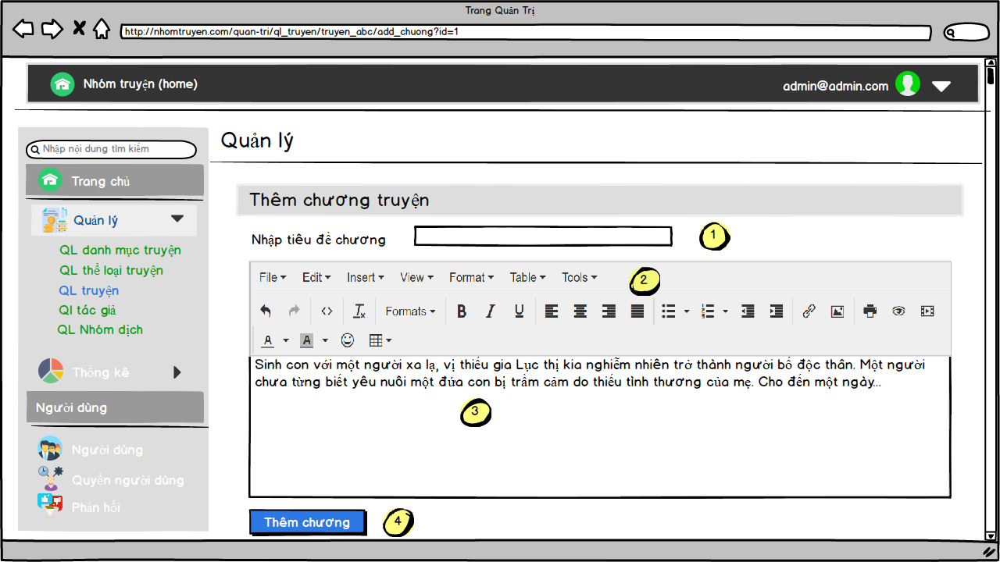 Trang Quản Trị
http://nhomtruyen.com/quan-tri/ql_truyen/truyen_abc/add_chuong?id=1
Nhóm truyện (home)
admin@admin.com
Nhập nội dung tìm kiếm
Trang chủ
Quản lý
QL danh mục truyện
QL thể loại truyện
QL truyện
Ql tác giả
QL Nhóm dịch
Thống kê
Người dùng
Người dùng
Quyền người dùng
Phản hồi
Quản lý
Thêm chương truyện
Nhập tiêu đề chương
1
File Edit Insert View Format Table Tools
2
Formats B I U
A A
Sinh con với một người xa lạ, vị thiếu gia Lục thị kia nghiễm nhiên trở thành người bố độc thân. Một người
chưa từng biết yêu nuôi một đứa con bị trầm cảm do thiếu tình thương của mẹ. Cho đến một ngày...
3
Thêm chương
4